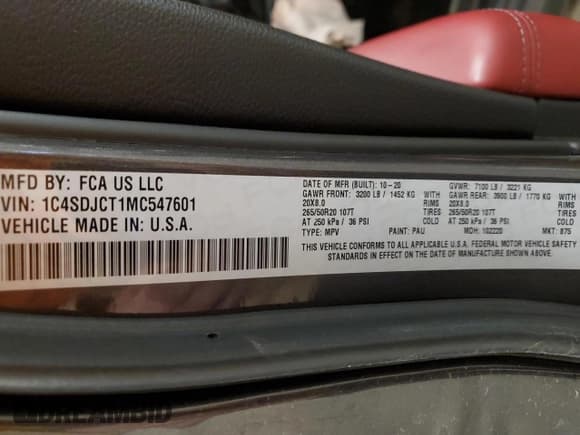 MFD BY: FCA US LLC
VIN: 1C4SDJCT1MC547601
VEHICLE MADE IN: U.S.A.
DATE OF MFR (BUILT): 10-20
GAWR FRONT: 3200 LB / 1452 KG WITH
20X8.0 RIMS
265/50R20 107T TIRES
AT 250 kPa / 36 PSI COLD
TYPE: MPV PAINT: PAU
GVWR: 7100 LB / 3221 KG
GAWR REAR: 3900 LB / 1770 KG WITH
20X8.0 RIMS
265/50R20 107T TIRES
AT 250 kPa / 36 PSI COLD
MDH: 102220 MKT: 875
THIS VEHICLE CONFORMS TO ALL APPLICABLE U.S.A. FEDERAL MOTOR VEHICLE SAFETY
STANDARDS IN EFFECT ON THE DATE OF MANUFACTURE SHOWN ABOVE.
DREAMBID